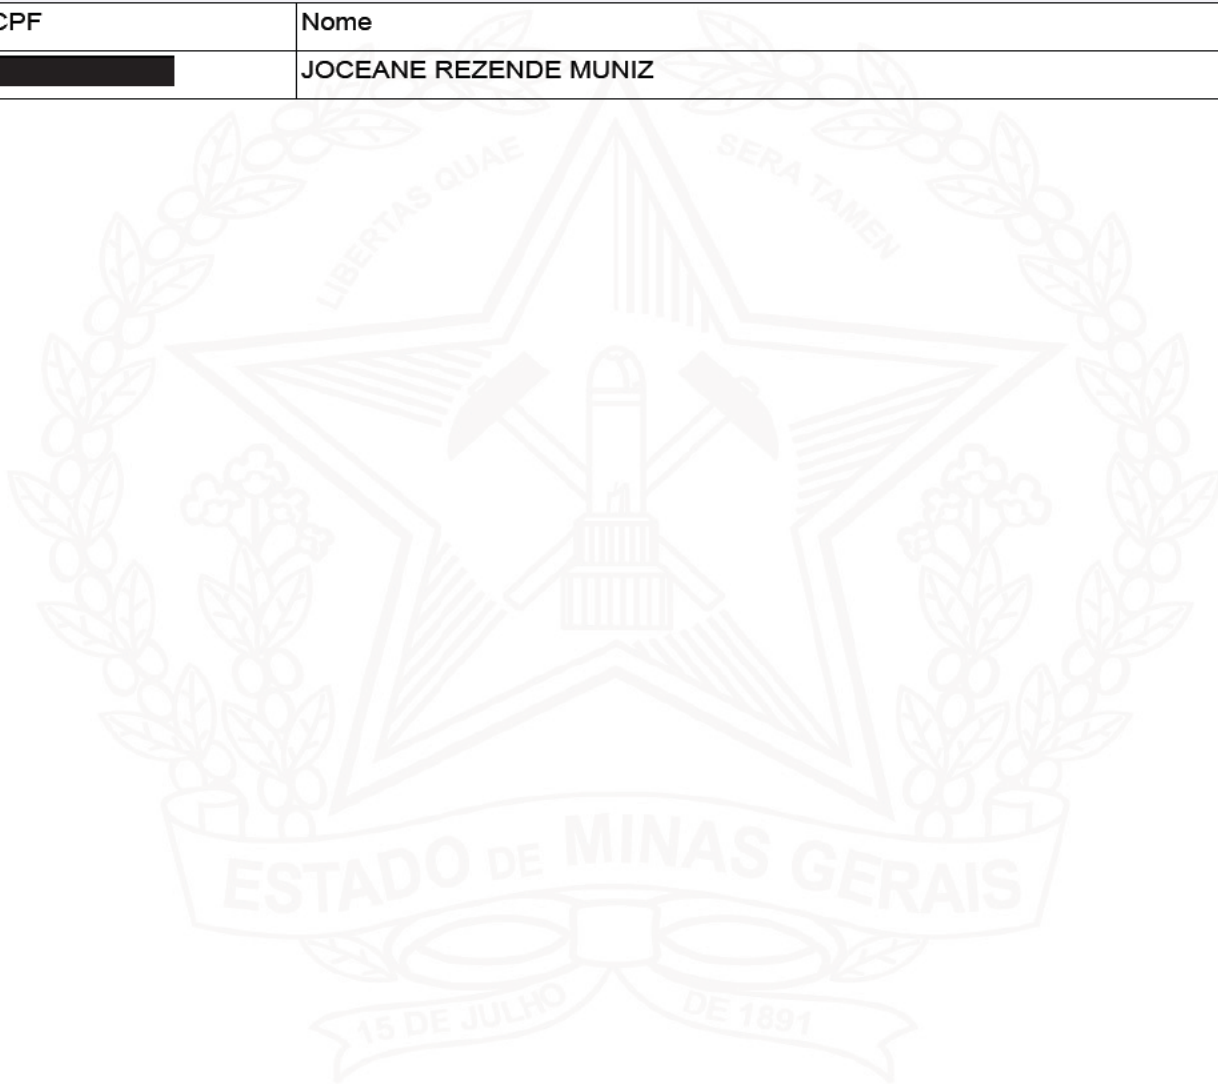 CPF Nome
JOCEANE REZENDE MUNIZ
LIBERTAS QUAE SERA TAMEN
ESTADO DE MINAS GERAIS
15 DE JULHO DE 1891